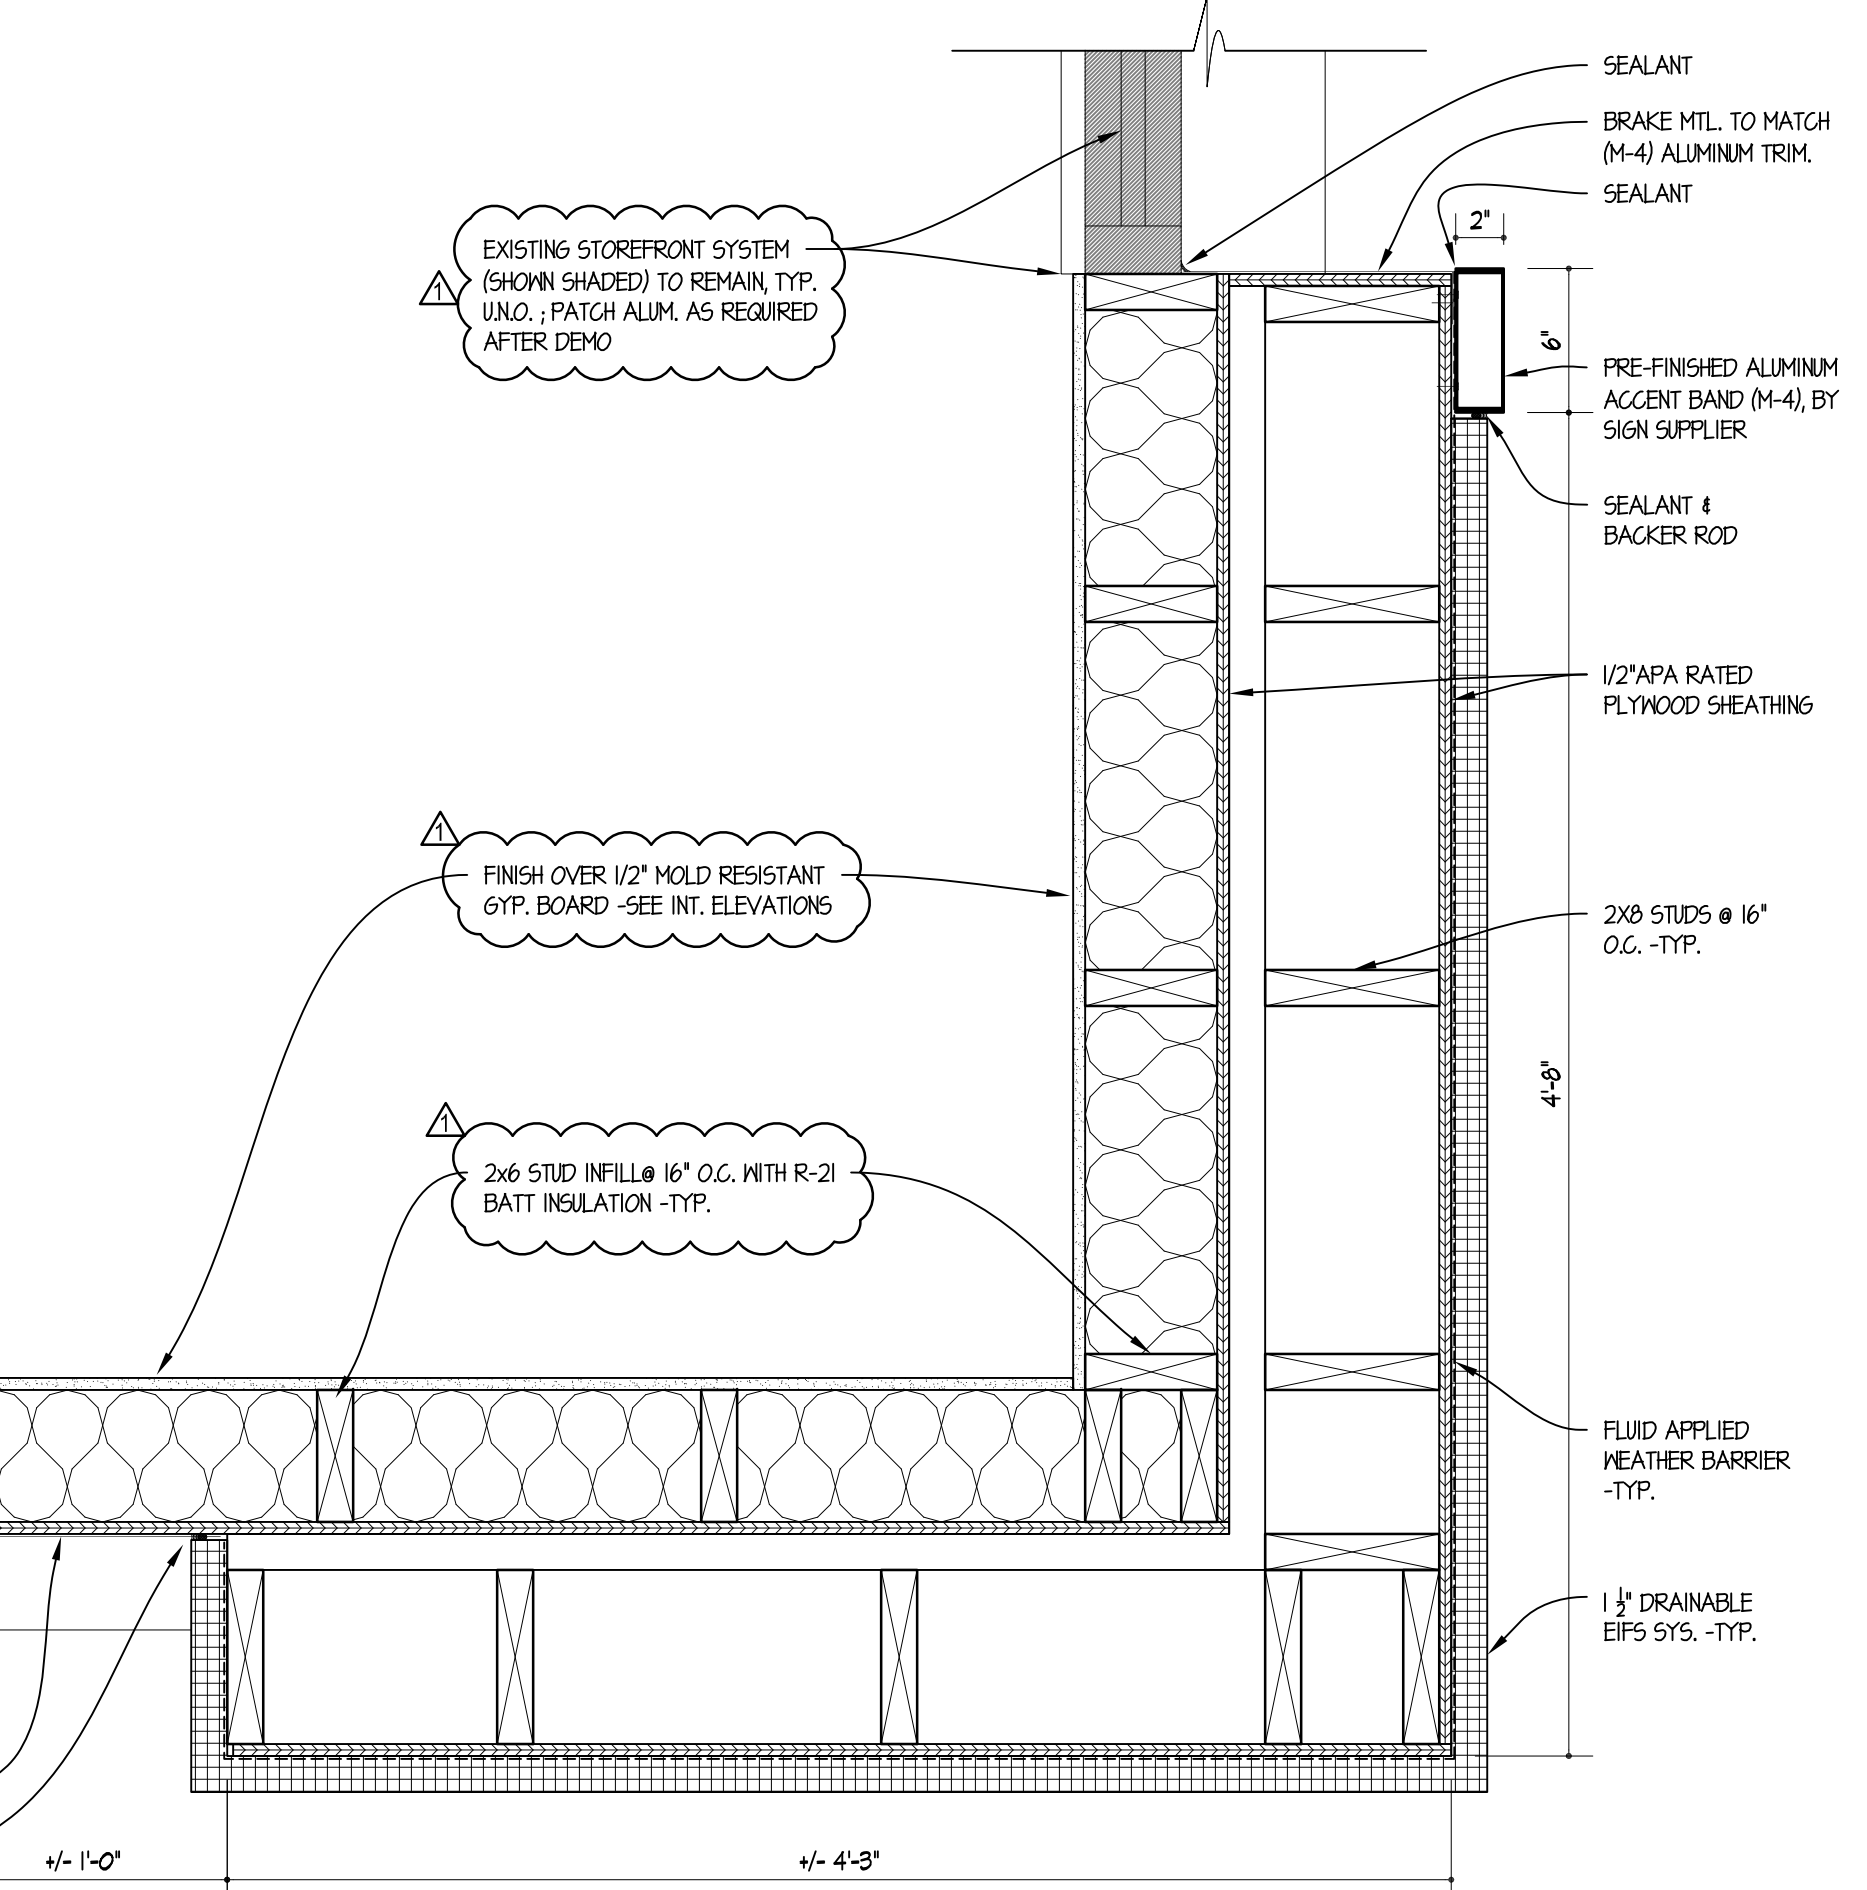 SEALANT
BRAKE MTL. TO MATCH
(M-4) ALUMINUM TRIM.
SEALANT
2"
EXISTING STOREFRONT SYSTEM
(SHOWN SHADED) TO REMAIN, TYP.
U.N.O. ; PATCH ALUM. AS REQUIRED
AFTER DEMO
1
6"
PRE-FINISHED ALUMINUM
ACCENT BAND (M-4), BY
SIGN SUPPLIER
SEALANT &
BACKER ROD
1/2"APA RATED
PLYWOOD SHEATHING
1
FINISH OVER 1/2" MOLD RESISTANT
GYP. BOARD -SEE INT. ELEVATIONS
2X8 STUDS @ 16"
O.C. -TYP.
4'-8"
1
2x6 STUD INFILL@ 16" O.C. WITH R-21
BATT INSULATION -TYP.
FLUID APPLIED
WEATHER BARRIER
-TYP.
1 1/2" DRAINABLE
EIFS SYS. -TYP.
+/- 1'-0"
+/- 4'-3"